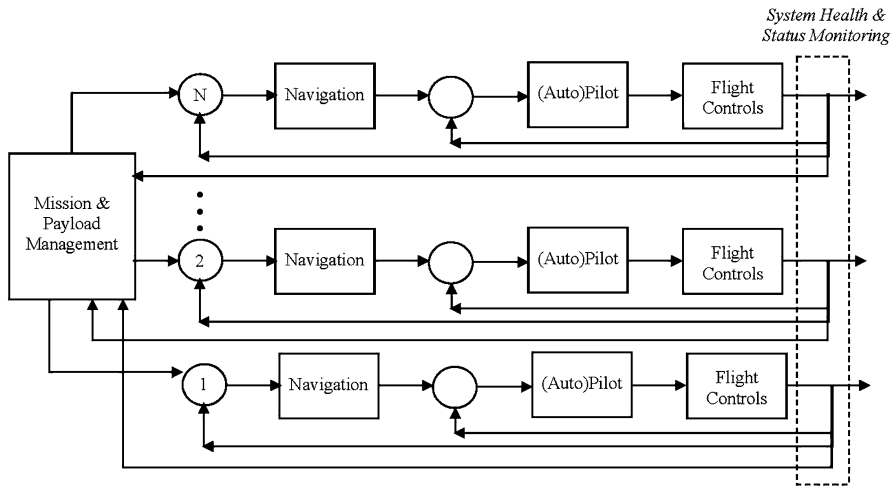 System Health &
Status Monitoring
N
Navigation
(Auto)Pilot
Flight
Controls
Mission &
Payload
Management
2
Navigation
(Auto)Pilot
Flight
Controls
1
Navigation
(Auto)Pilot
Flight
Controls